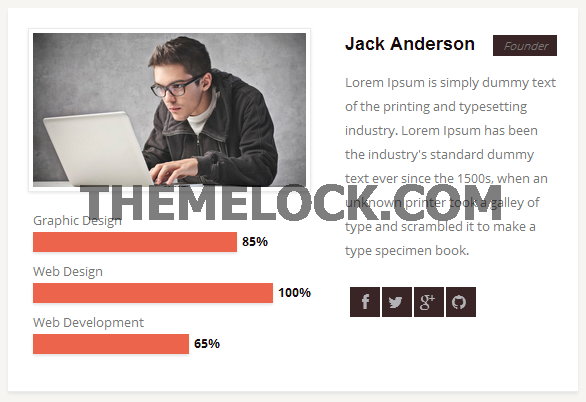 Jack Anderson
Founder
Lorem Ipsum is simply dummy text
of the printing and typesetting
industry. Lorem Ipsum has been
the industry's standard dummy
text ever since the 1500s, when an
unknown printer took a galley of
type and scrambled it to make a
type specimen book.
THEMELOCK.COM
Graphic Design
85%
Web Design
100%
Web Development
65%